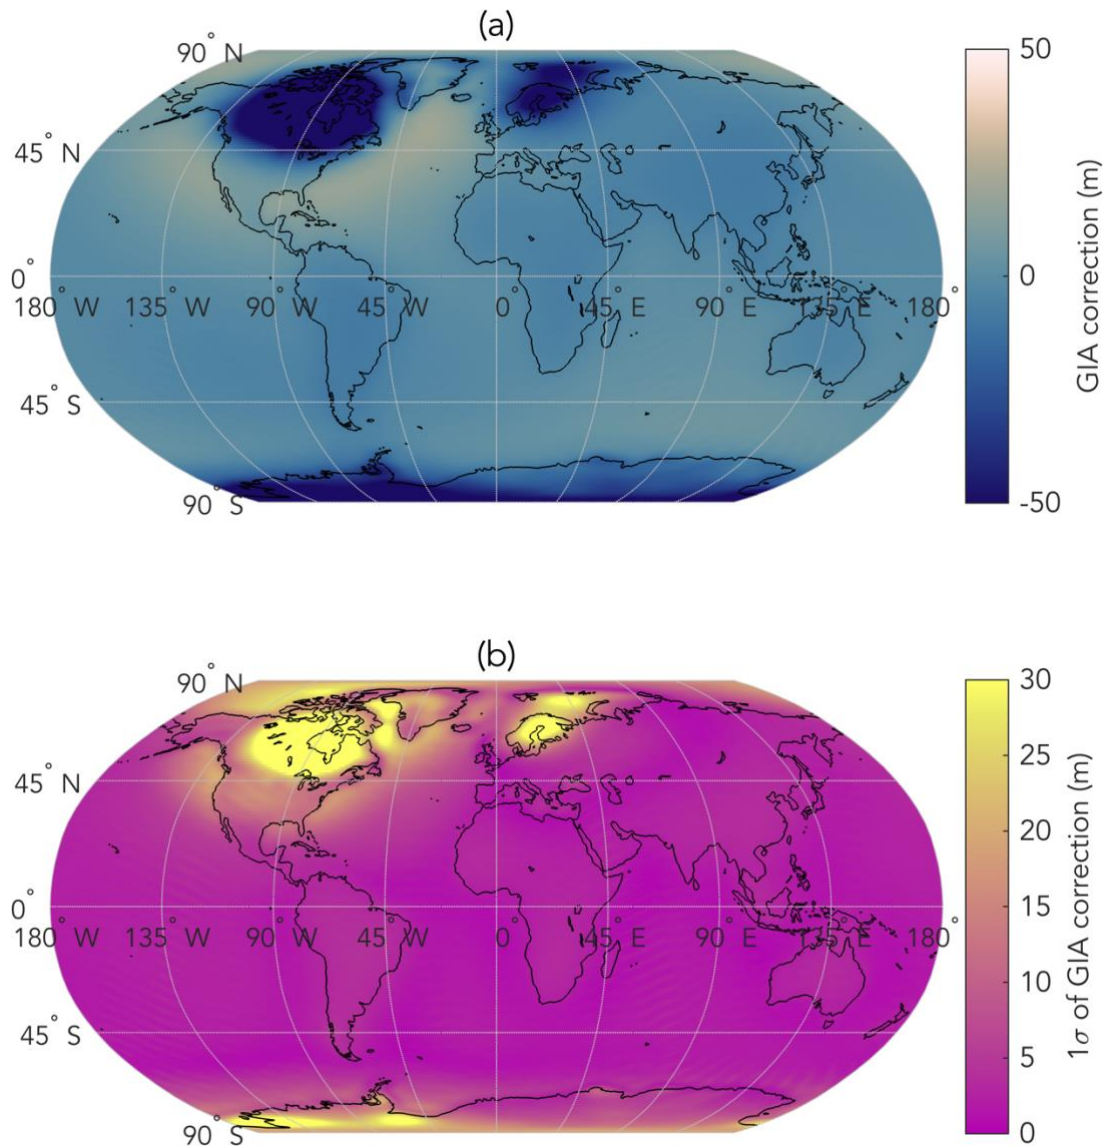 (a)
90° N
45° N
0°
180° W 135° W 90° W 45° W 0° 45° E 90° E 135° E 180°
45° S
90° S
50
0
-50
GIA correction (m)
(b)
90° N
45° N
0°
180° W 135° W 90° W 45° W 0° 45° E 90° E 135° E 180°
45° S
90° S
30
25
20
15
10
5
0
1σ of GIA correction (m)